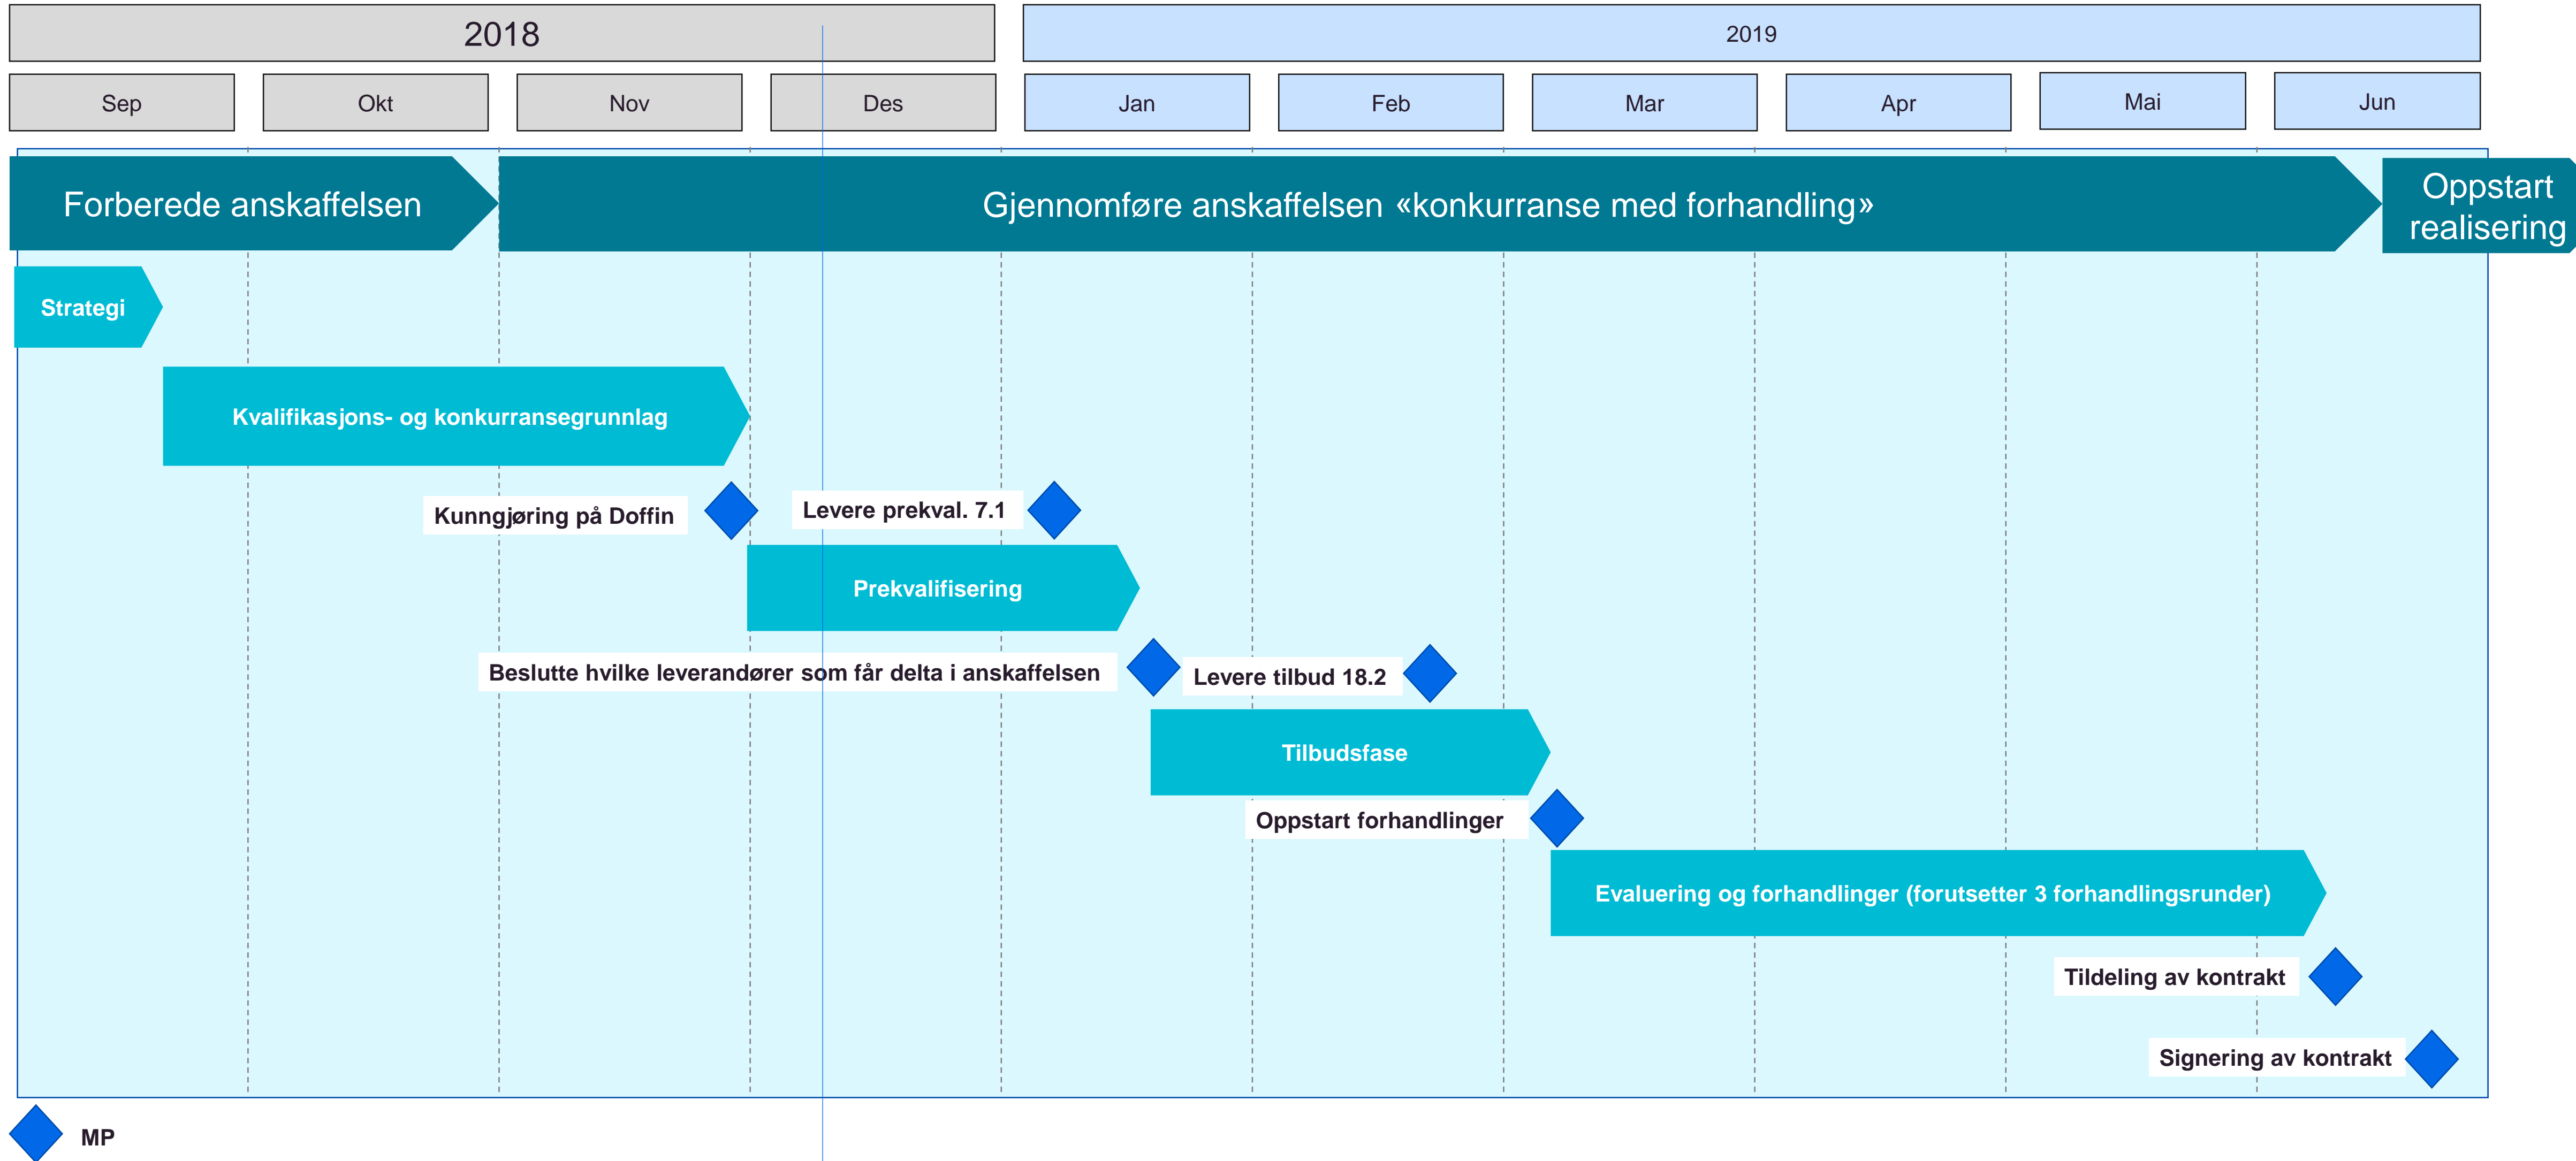 2018
2019
Sep
Okt
Nov
Des
Jan
Feb
Mar
Apr
Mai
Jun
Forberede anskaffelsen
Gjennomføre anskaffelsen «konkurranse med forhandling»
Oppstart
realisering
Strategi
Kvalifikasjons- og konkurransegrunnlag
Kunngjøring på Doffin
Levere prekval. 7.1
Prekvalifisering
Beslutte hvilke leverandører som får delta i anskaffelsen
Levere tilbud 18.2
Tilbudsfase
Oppstart forhandlinger
Evaluering og forhandlinger (forutsetter 3 forhandlingsrunder)
Tildeling av kontrakt
Signering av kontrakt
MP